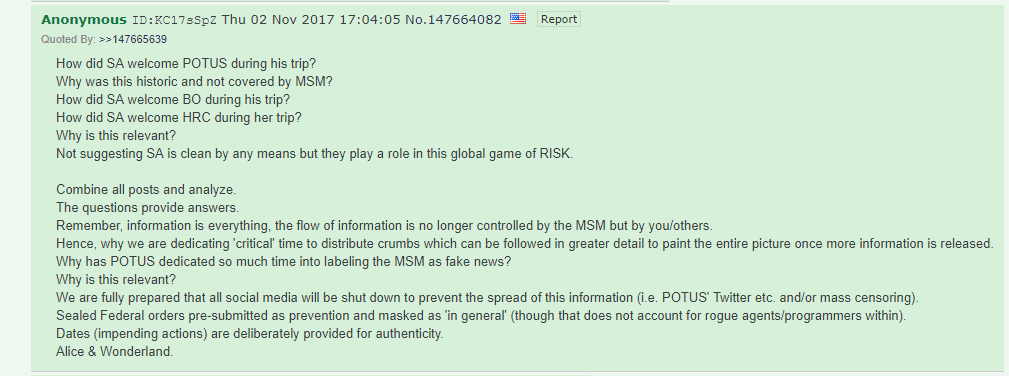 Anonymous ID:KC17sSpZ Thu 02 Nov 2017 17:04:05 No.147664082 Report
Quoted By: >>147665639
How did SA welcome POTUS during his trip?
Why was this historic and not covered by MSM?
How did SA welcome BO during his trip?
How did SA welcome HRC during her trip?
Why is this relevant?
Not suggesting SA is clean by any means but they play a role in this global game of RISK.
Combine all posts and analyze.
The questions provide answers.
Remember, information is everything, the flow of information is no longer controlled by the MSM but by you/others.
Hence, why we are dedicating 'critical' time to distribute crumbs which can be followed in greater detail to paint the entire picture once more information is released.
Why has POTUS dedicated so much time into labeling the MSM as fake news?
Why is this relevant?
We are fully prepared that all social media will be shut down to prevent the spread of this information (i.e. POTUS' Twitter etc. and/or mass censoring).
Sealed Federal orders pre-submitted as prevention and masked as 'in general' (though that does not account for rogue agents/programmers within).
Dates (impending actions) are deliberately provided for authenticity.
Alice & Wonderland.